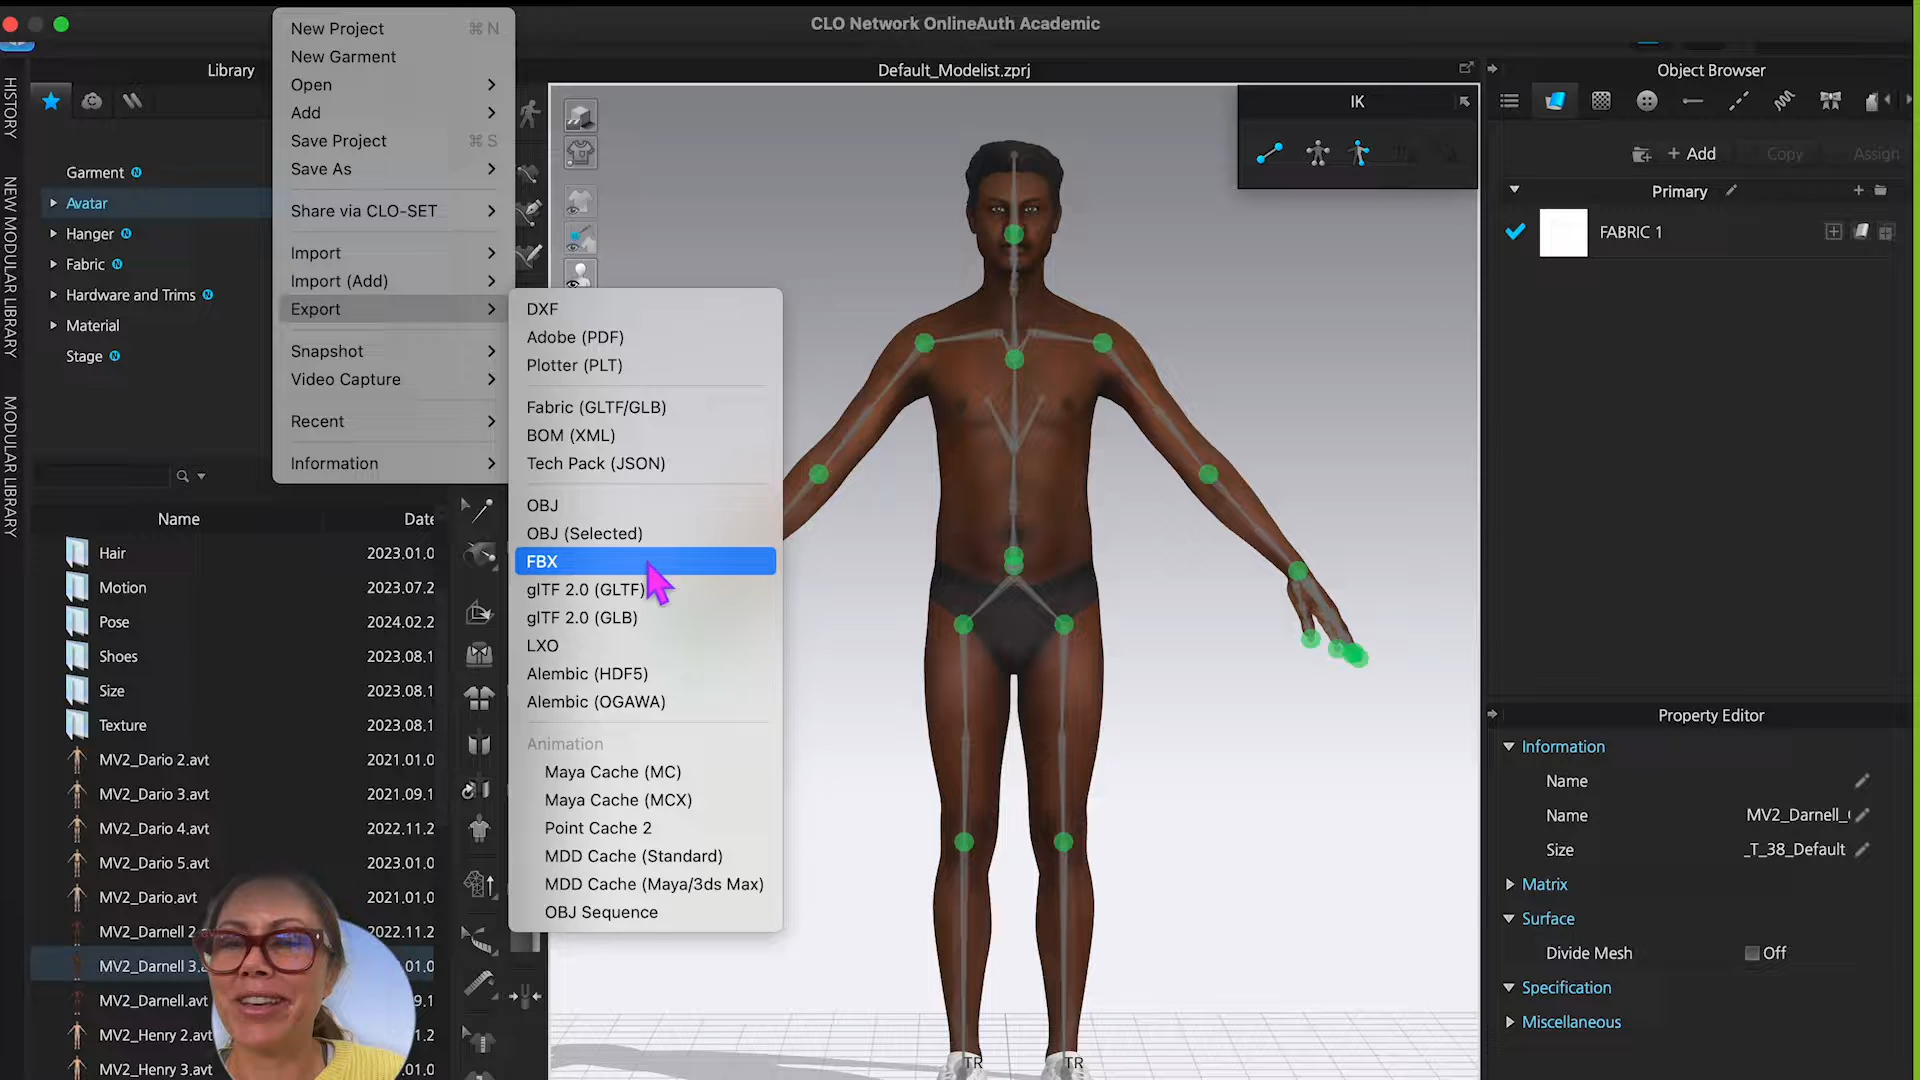 CLO Network OnlineAuth Academic
New Project ⌘ N
New Garment
Open
Add
Save Project ⌘ S
Save As
Share via CLO-SET
Import
Import (Add)
Export
Snapshot
Video Capture
Recent
Information
DXF
Adobe (PDF)
Plotter (PLT)
Fabric (GLTF/GLB)
BOM (XML)
Tech Pack (JSON)
OBJ
OBJ (Selected)
FBX
glTF 2.0 (GLTF)
glTF 2.0 (GLB)
LXO
Alembic (HDF5)
Alembic (OGAWA)
Animation
Maya Cache (MC)
Maya Cache (MCX)
Point Cache 2
MDD Cache (Standard)
MDD Cache (Maya/3ds Max)
OBJ Sequence
HISTORY
NEW MODULAR LIBRARY
MODULAR LIBRARY
Library
Garment N
Avatar
Hanger N
Fabric N
Hardware and Trims N
Material
Stage N
Name Date
Hair 2023.01.0
Motion 2023.07.2
Pose 2024.02.2
Shoes 2023.08.1
Size 2023.08.1
Texture 2023.08.1
MV2_Dario 2.avt 2021.01.0
MV2_Dario 3.avt 2021.09.1
MV2_Dario 4.avt 2022.11.2
MV2_Dario 5.avt 2023.01.0
MV2_Dario.avt 2021.01.0
MV2_Darnell 2 2022.11.2
MV2_Darnell 3.a .01.0
MV2_Darnell.avt 9.1
MV2_Henry 2.avt 1.2
MV2_Henry 3.avt .01.0
Default_Modelist.zprj
IK
TR TR
Object Browser
+ Add Copy Assign
Primary
FABRIC 1
Property Editor
Information
Name
Name MV2_Darnell_
Size _T_38_Default
Matrix
Surface
Divide Mesh Off
Specification
Miscellaneous